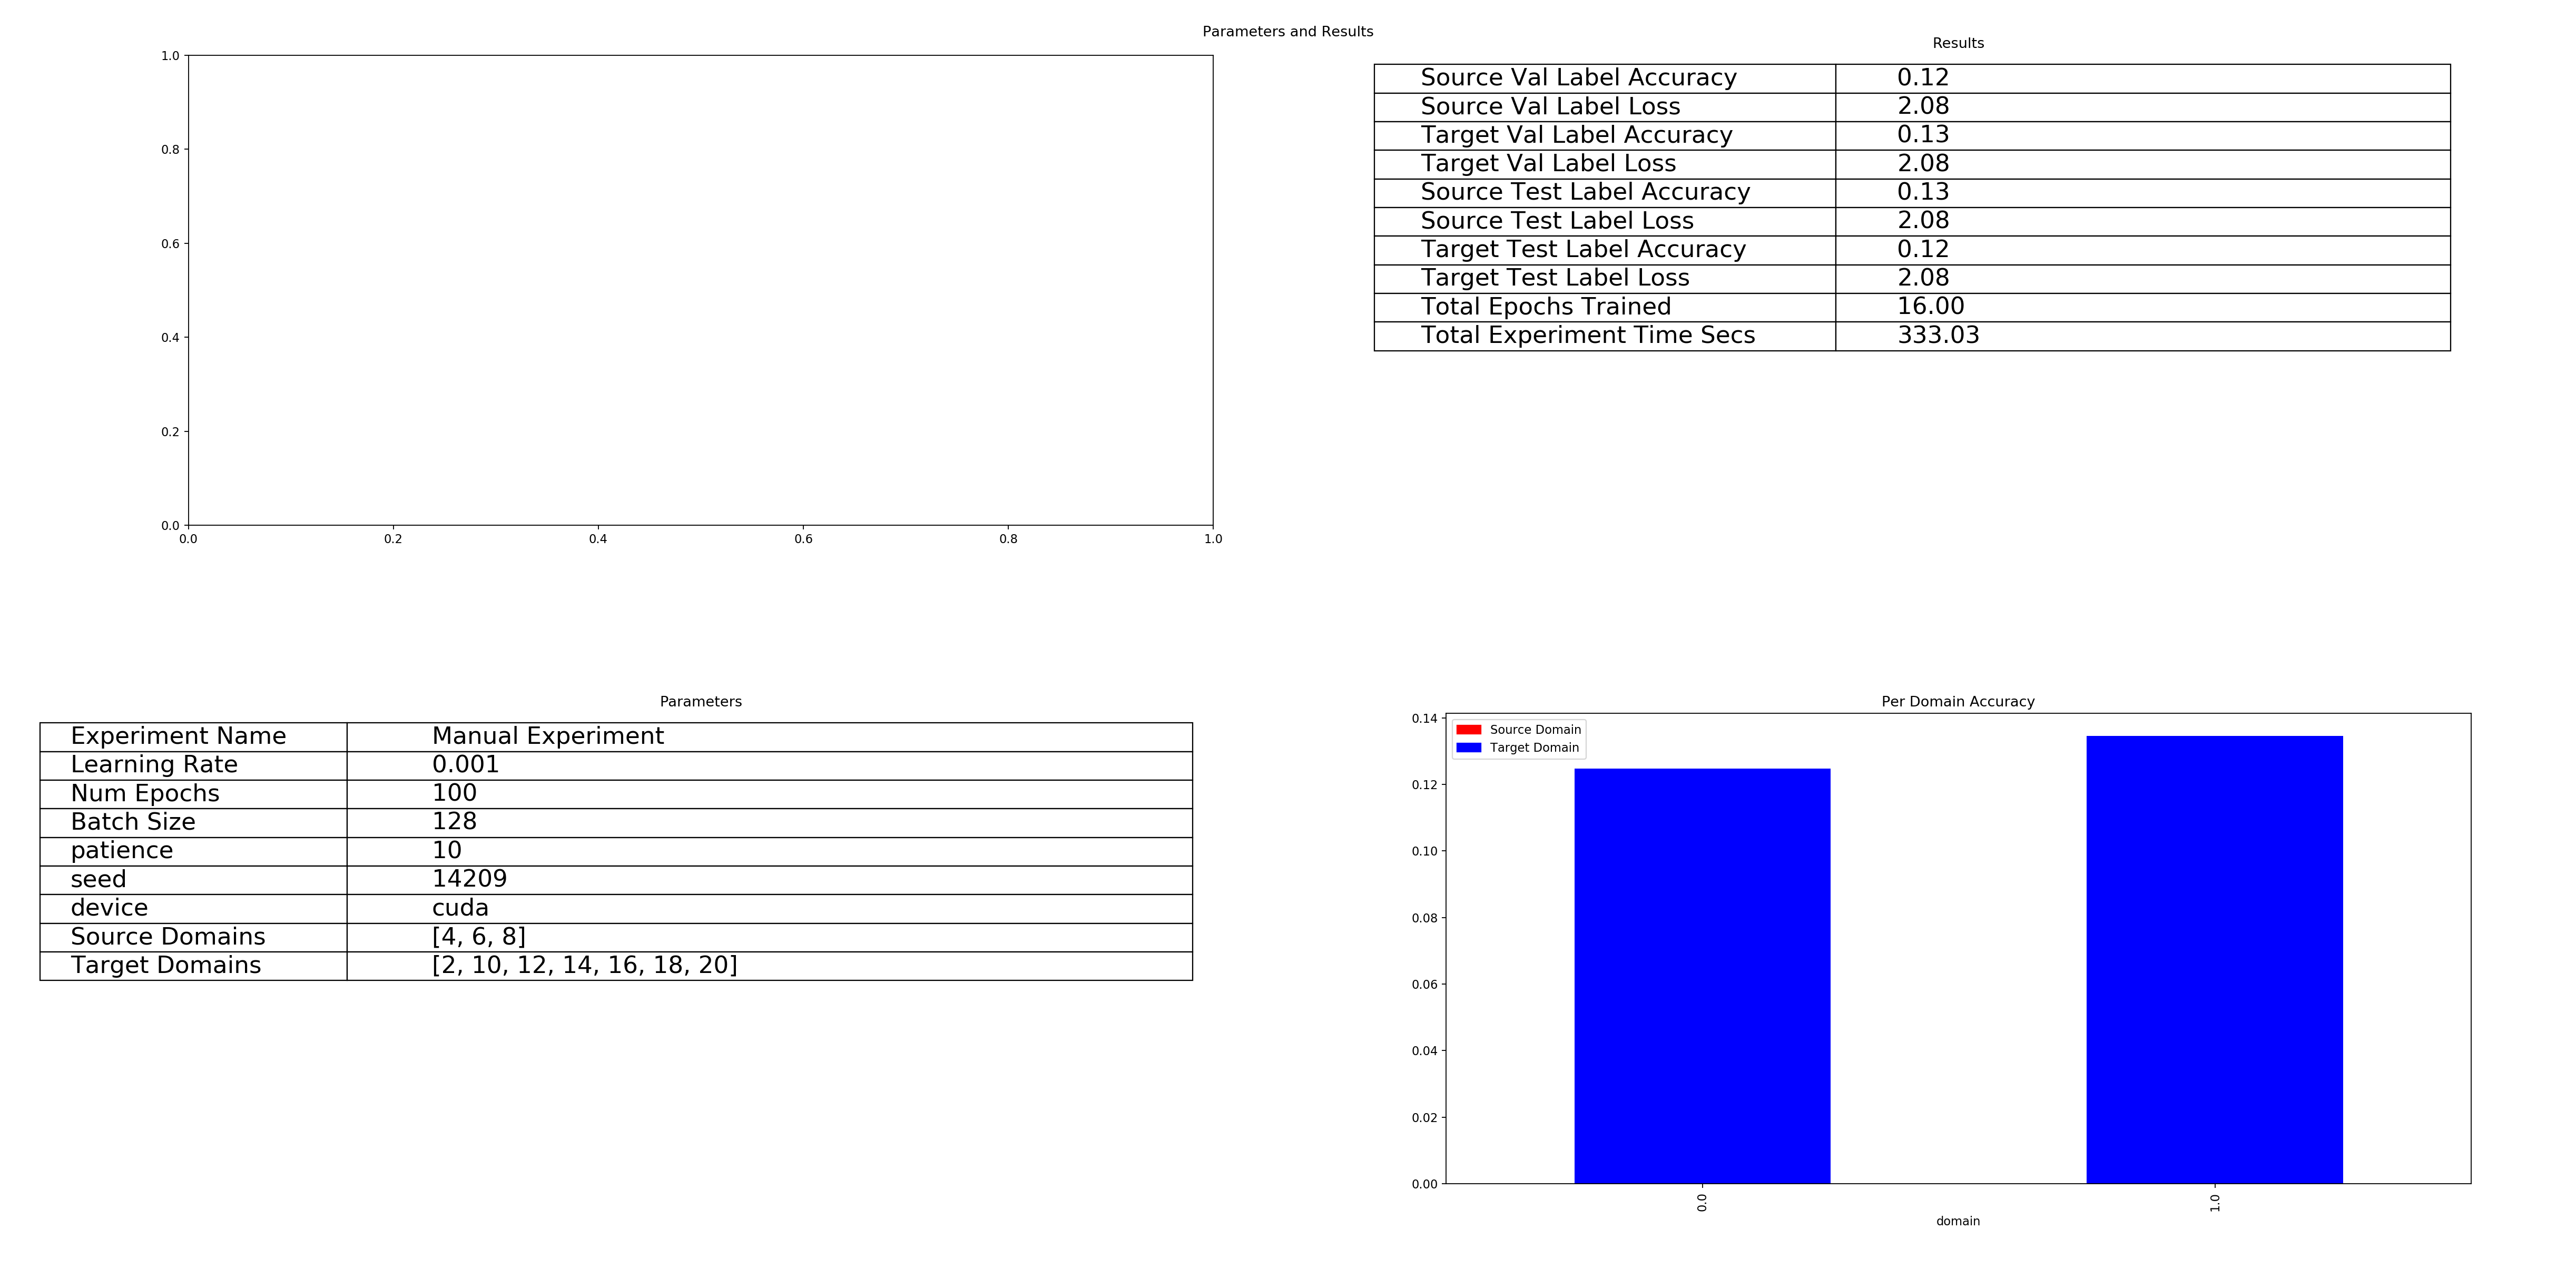 Parameters and Results
1.0
0.8
0.6
0.4
0.2
0.0
0.0 0.2 0.4 0.6 0.8 1.0
Results
Source Val Label Accuracy 0.12
Source Val Label Loss 2.08
Target Val Label Accuracy 0.13
Target Val Label Loss 2.08
Source Test Label Accuracy 0.13
Source Test Label Loss 2.08
Target Test Label Accuracy 0.12
Target Test Label Loss 2.08
Total Epochs Trained 16.00
Total Experiment Time Secs 333.03
Parameters
Experiment Name Manual Experiment
Learning Rate 0.001
Num Epochs 100
Batch Size 128
patience 10
seed 14209
device cuda
Source Domains [4, 6, 8]
Target Domains [2, 10, 12, 14, 16, 18, 20]
Per Domain Accuracy
Source Domain
Target Domain
0.14
0.12
0.10
0.08
0.06
0.04
0.02
0.00
0.0 1.0
domain